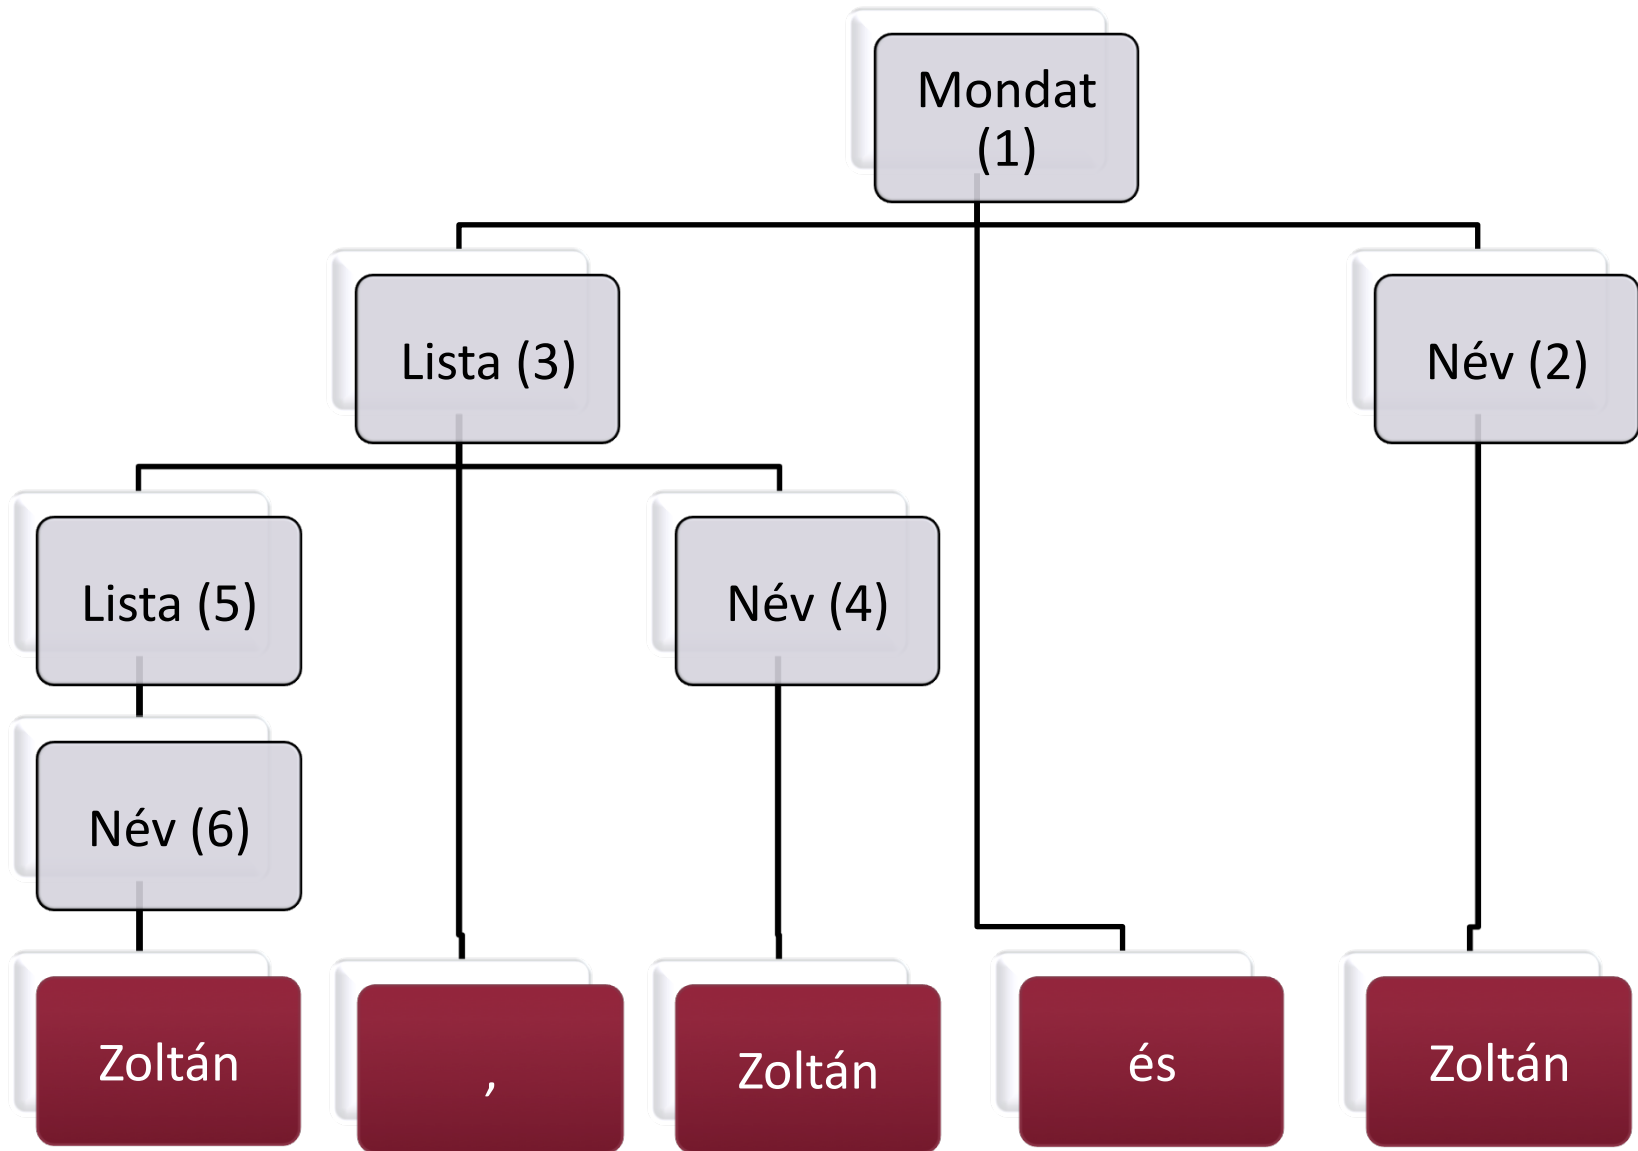 Mondat
(1)
Lista (3)
Név (2)
Lista (5)
Név (4)
Név (6)
Zoltán
,
Zoltán
és
Zoltán